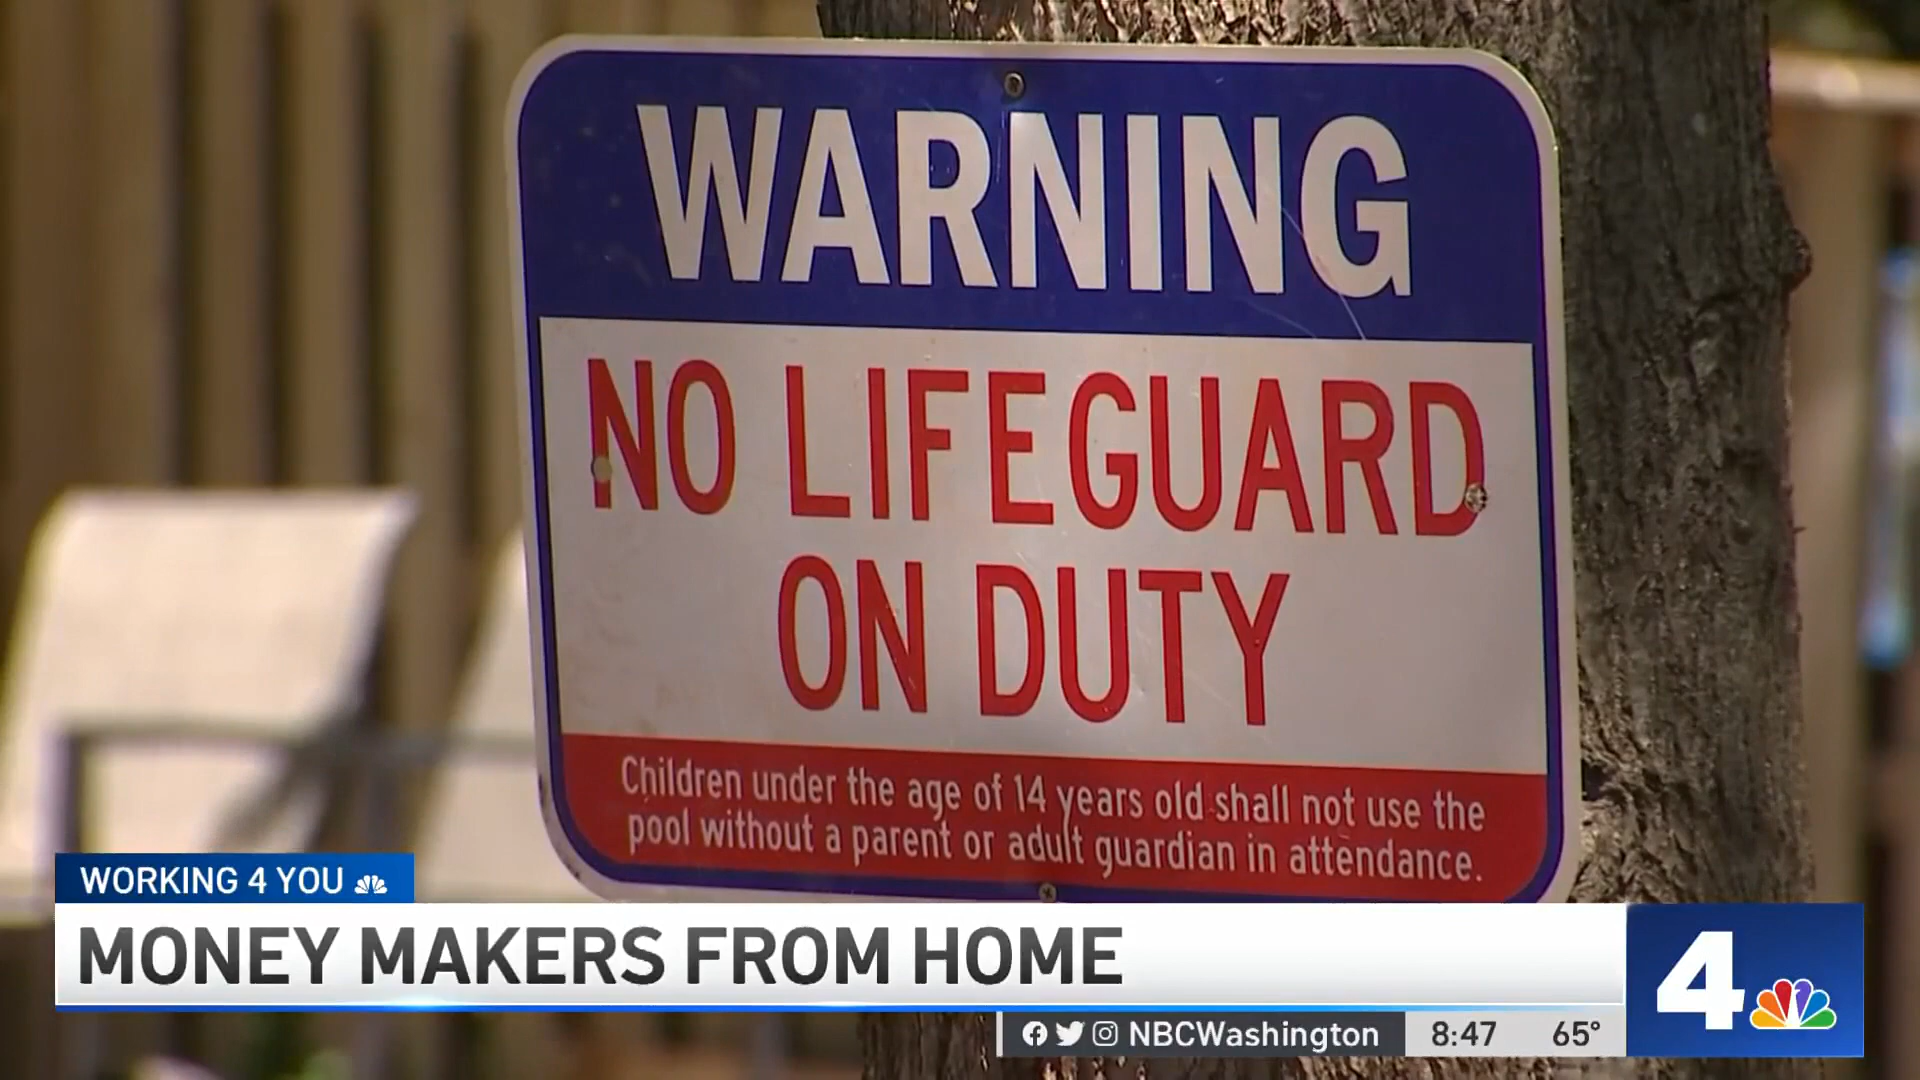 WARNING
NO LIFEGUARD
ON DUTY
Children under the age of 14 years old shall not use the
pool without a parent or adult guardian in attendance.
WORKING 4 YOU
MONEY MAKERS FROM HOME
4
NBCWashington
8:47
65°